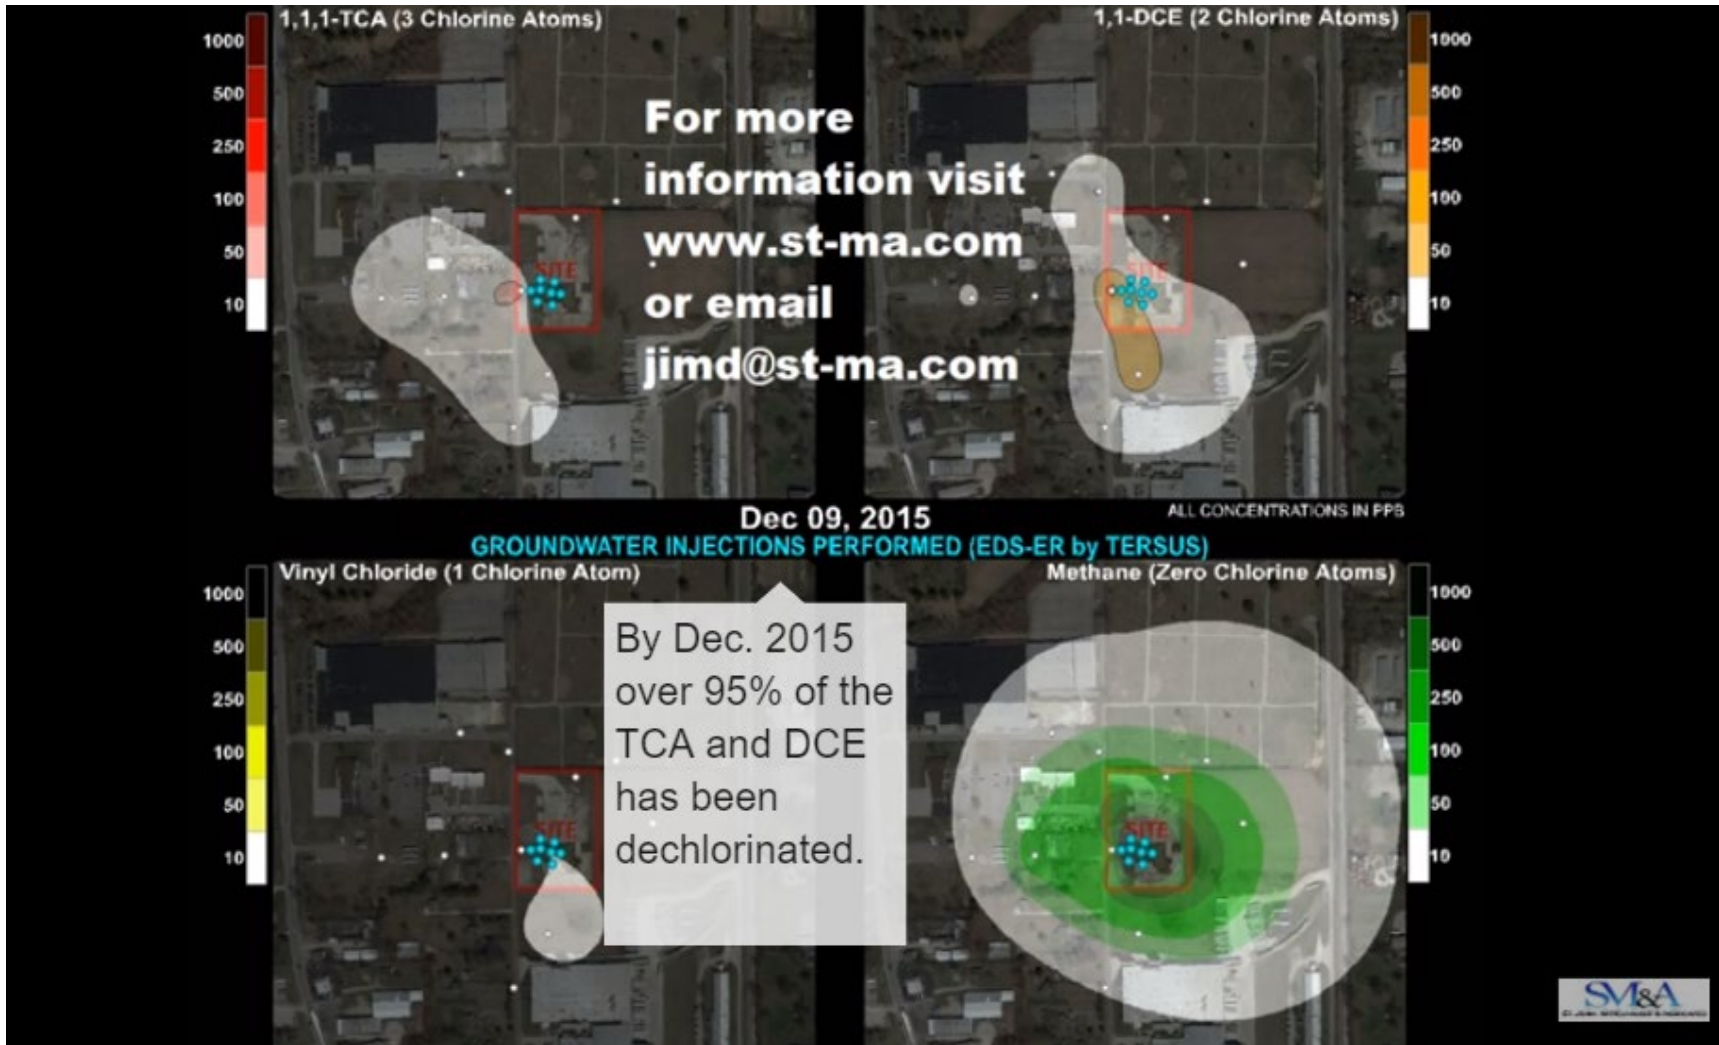 1,1,1-TCA (3 Chlorine Atoms)
1000
500
250
100
50
10
SITE
1,1-DCE (2 Chlorine Atoms)
1000
500
250
100
50
10
SITE
For more
information visit
www.st-ma.com
or email
jimd@st-ma.com
ALL CONCENTRATIONS IN PPB
Dec 09, 2015
GROUNDWATER INJECTIONS PERFORMED (EDS-ER by TERSUS)
Vinyl Chloride (1 Chlorine Atom)
1000
500
250
100
50
10
SITE
By Dec. 2015
over 95% of the
TCA and DCE
has been
dechlorinated.
Methane (Zero Chlorine Atoms)
1000
500
250
100
50
10
SITE
SM&A